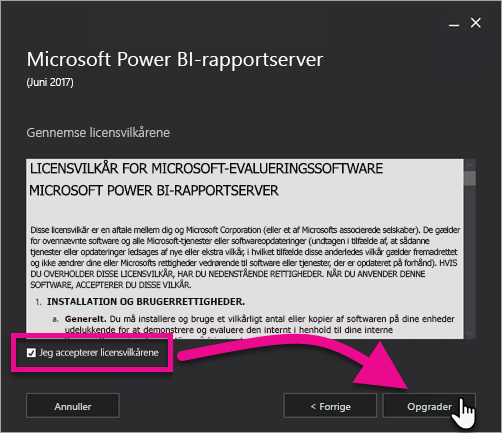 Microsoft Power BI-rapportserver
(Juni 2017)
Gennemse licensvilkårene
LICENSVILKÅR FOR MICROSOFT-EVALUERINGSSOFTWARE
MICROSOFT POWER BI-RAPPORTSERVER
Disse licensvilkår er en aftale mellem dig og Microsoft Corporation (eller et af Microsofts associerede selskaber). De gælder
for ovennævnte software og alle Microsoft-tjenester eller softwareopdateringer (undtagen i tilfælde af, at sådanne
tjenester eller opdateringer ledsages af nye eller ekstra vilkår, i hvilket tilfælde disse anderledes vilkår gælder fremadrettet
og ikke ændrer dine eller Microsofts rettigheder vedrørende til software eller tjenester, der er opdateret på forhånd). HVIS
DU OVERHOLDER DISSE LICENSVILKÅR, HAR DU NEDENSTÅENDE RETTIGHEDER. NÅR DU ANVENDER DENNE
SOFTWARE, ACCEPTERER DU DISSE VILKÅR.
1. INSTALLATION OG BRUGERRETTIGHEDER.
a. Generelt. Du må installere og bruge et vilkårligt antal eller kopier af softwaren på dine enheder
udelukkende for at demonstrere og evaluere den internt i henhold til dine interne
Jeg accepterer licensvilkårene
Annuller
< Forrige
Opgrader